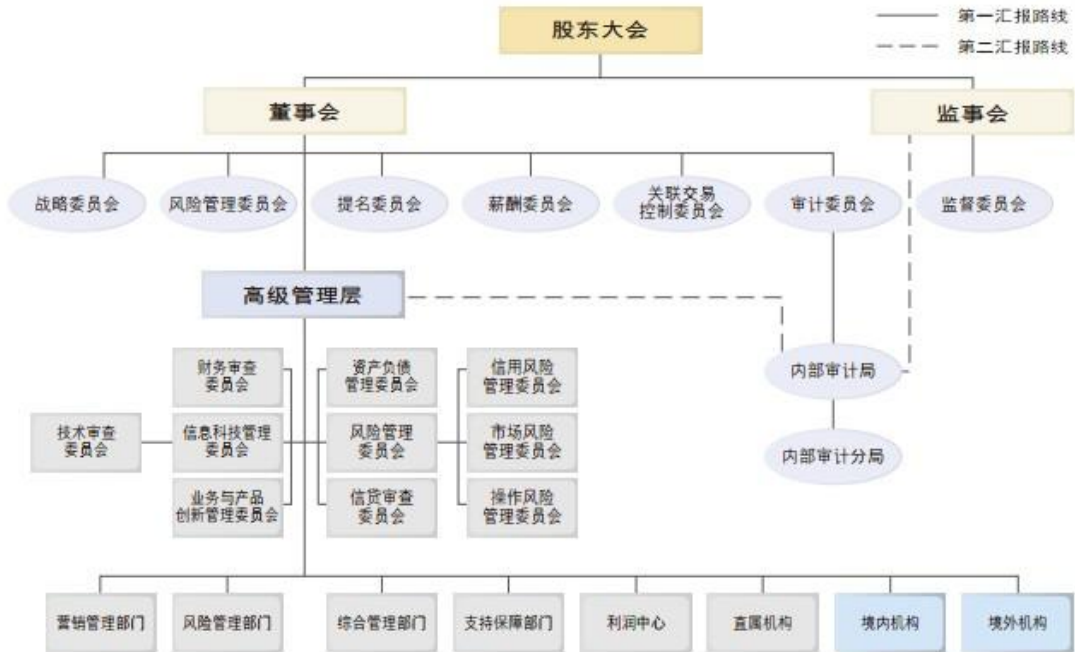 股东大会
第一汇报路线
第二汇报路线
董事会
监事会
战略委员会
风险管理委员会
提名委员会
薪酬委员会
关联交易
控制委员会
审计委员会
监督委员会
高级管理层
财务审查
委员会
资产负债
管理委员会
信用风险
管理委员会
内部审计局
技术审查
委员会
信息科技管理
委员会
风险管理
委员会
市场风险
管理委员会
内部审计分局
业务与产品
创新管理委员会
信贷审查
委员会
操作风险
管理委员会
营销管理部门
风险管理部门
综合管理部门
支持保障部门
利润中心
直属机构
境内机构
境外机构